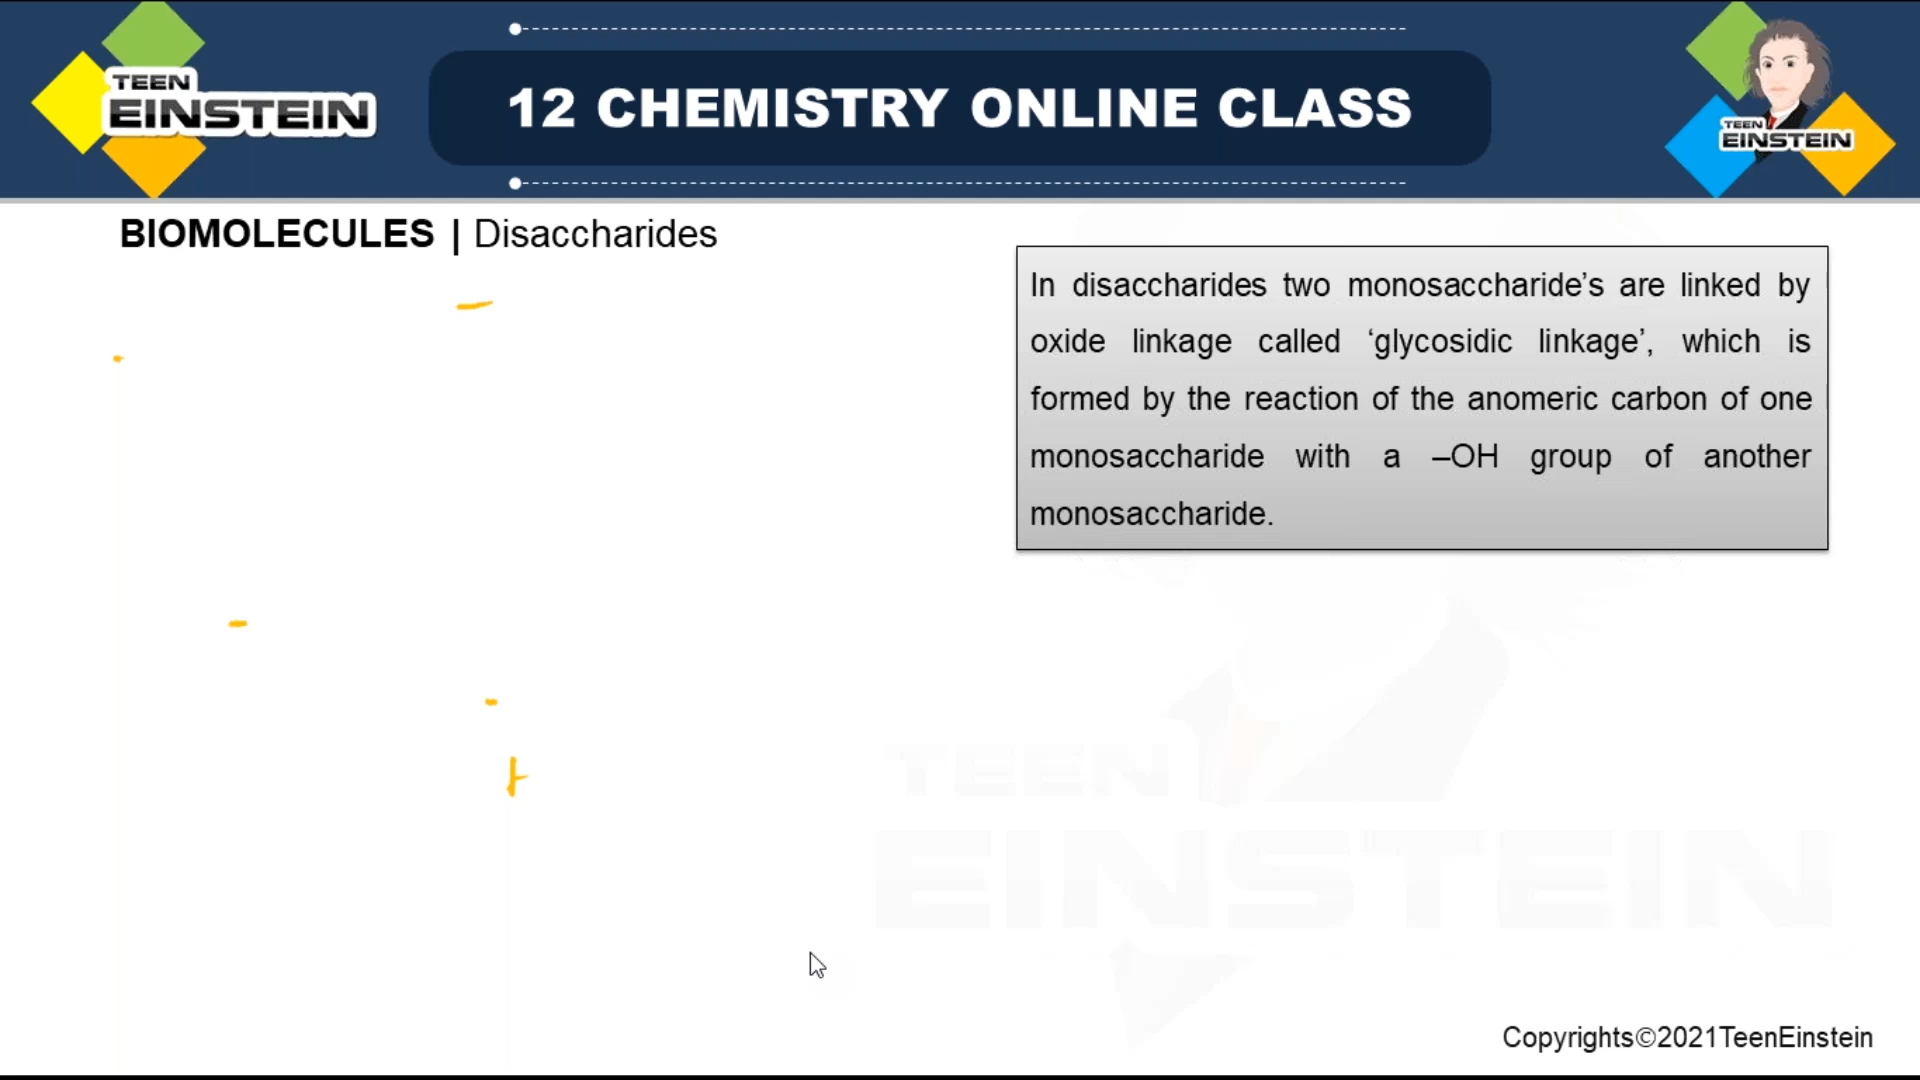 TEEN
EINSTEIN
12 CHEMISTRY ONLINE CLASS
TEEN
EINSTEIN
BIOMOLECULES | Disaccharides
In disaccharides two monosaccharide’s are linked by
oxide linkage called ‘glycosidic linkage’, which is
formed by the reaction of the anomeric carbon of one
monosaccharide with a –OH group of another
monosaccharide.
TEEN
EINSTEIN
Copyrights©2021TeenEinstein